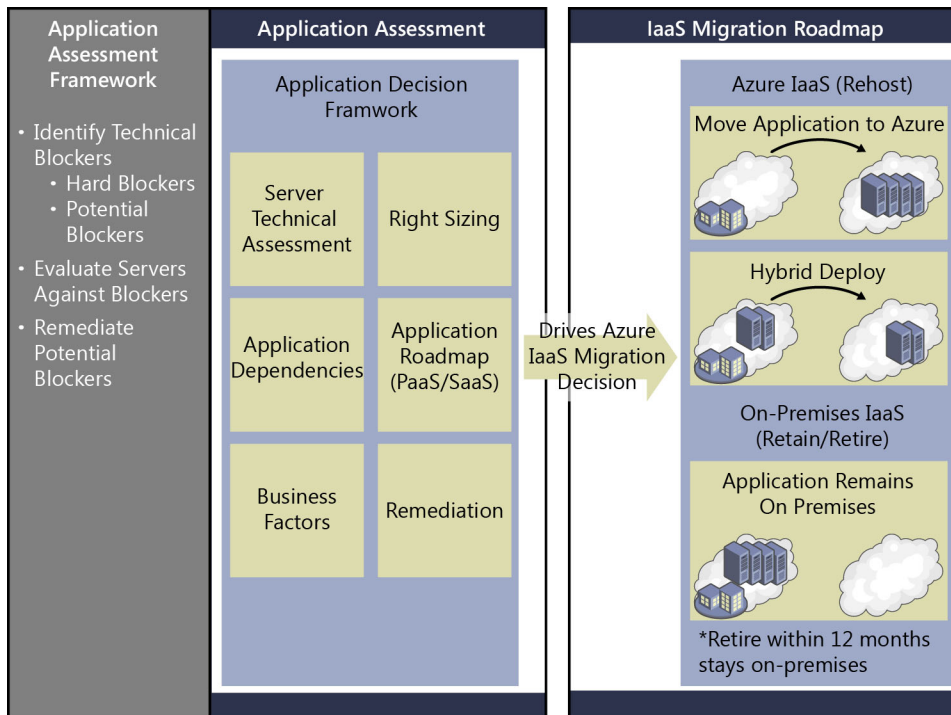 Application
Assessment
Framework
• Identify Technical
Blockers
• Hard Blockers
• Potential
Blockers
• Evaluate Servers
Against Blockers
• Remediate
Potential
Blockers
Application Assessment
Application Decision
Framwork
Server
Technical
Assessment
Right Sizing
Application
Dependencies
Application
Roadmap
(PaaS/SaaS)
Business
Factors
Remediation
Drives Azure
IaaS Migration
Decision
IaaS Migration Roadmap
Azure IaaS (Rehost)
Move Application to Azure
Hybrid Deploy
On-Premises IaaS
(Retain/Retire)
Application Remains
On Premises
*Retire within 12 months
stays on-premises